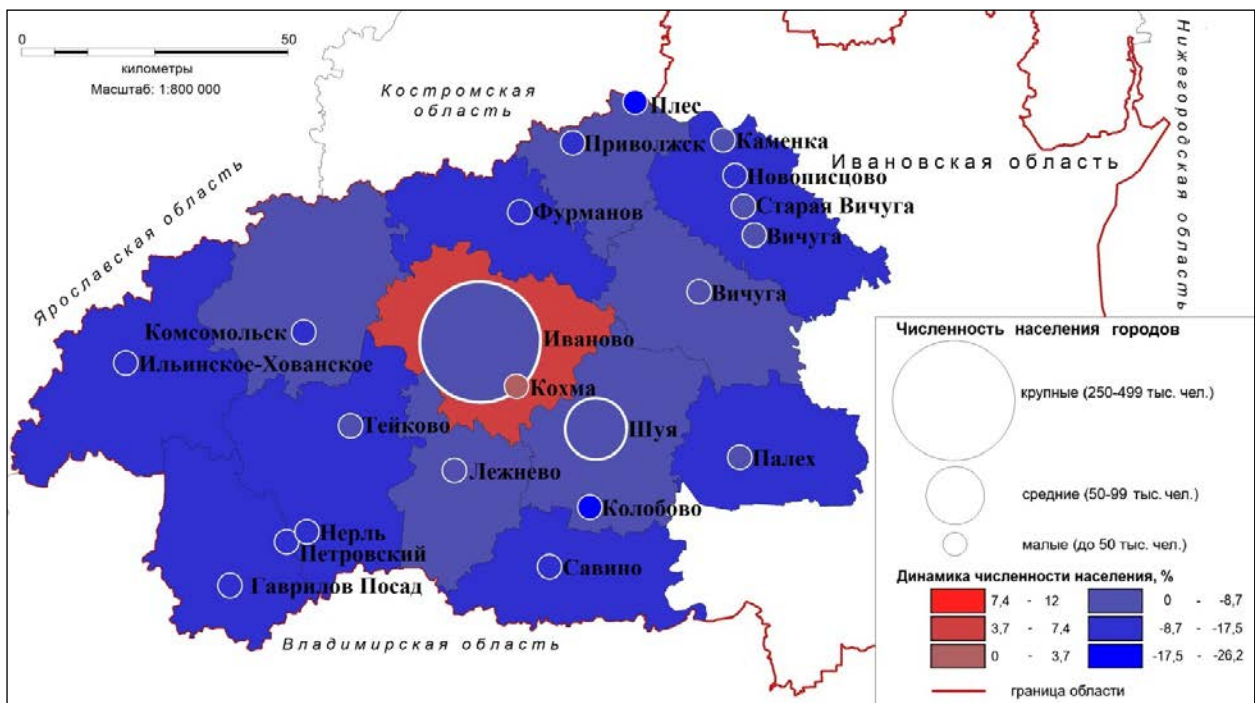 0 50
километры
Масштаб: 1:800 000
Костромская
область
Ярославская область
Нижегородская область
Ивановская область
Владимирская область
Плес
Приволжск
Каменка
Новописцово
Старая Вичуга
Вичуга
Фурманов
Вичуга
Комсомольск
Ильинское-Хованское
Иваново
Кохма
Шуя
Тейково
Лежнево
Палех
Колобово
Нерль
Петровский
Савино
Гаврилов Посад
Численность населения городов
крупные (250-499 тыс. чел.)
средние (50-99 тыс. чел.)
малые (до 50 тыс. чел.)
Динамика численности населения, %
7,4 - 12
3,7 - 7,4
0 - 3,7
0 - -8,7
-8,7 - -17,5
-17,5 - -26,2
граница области